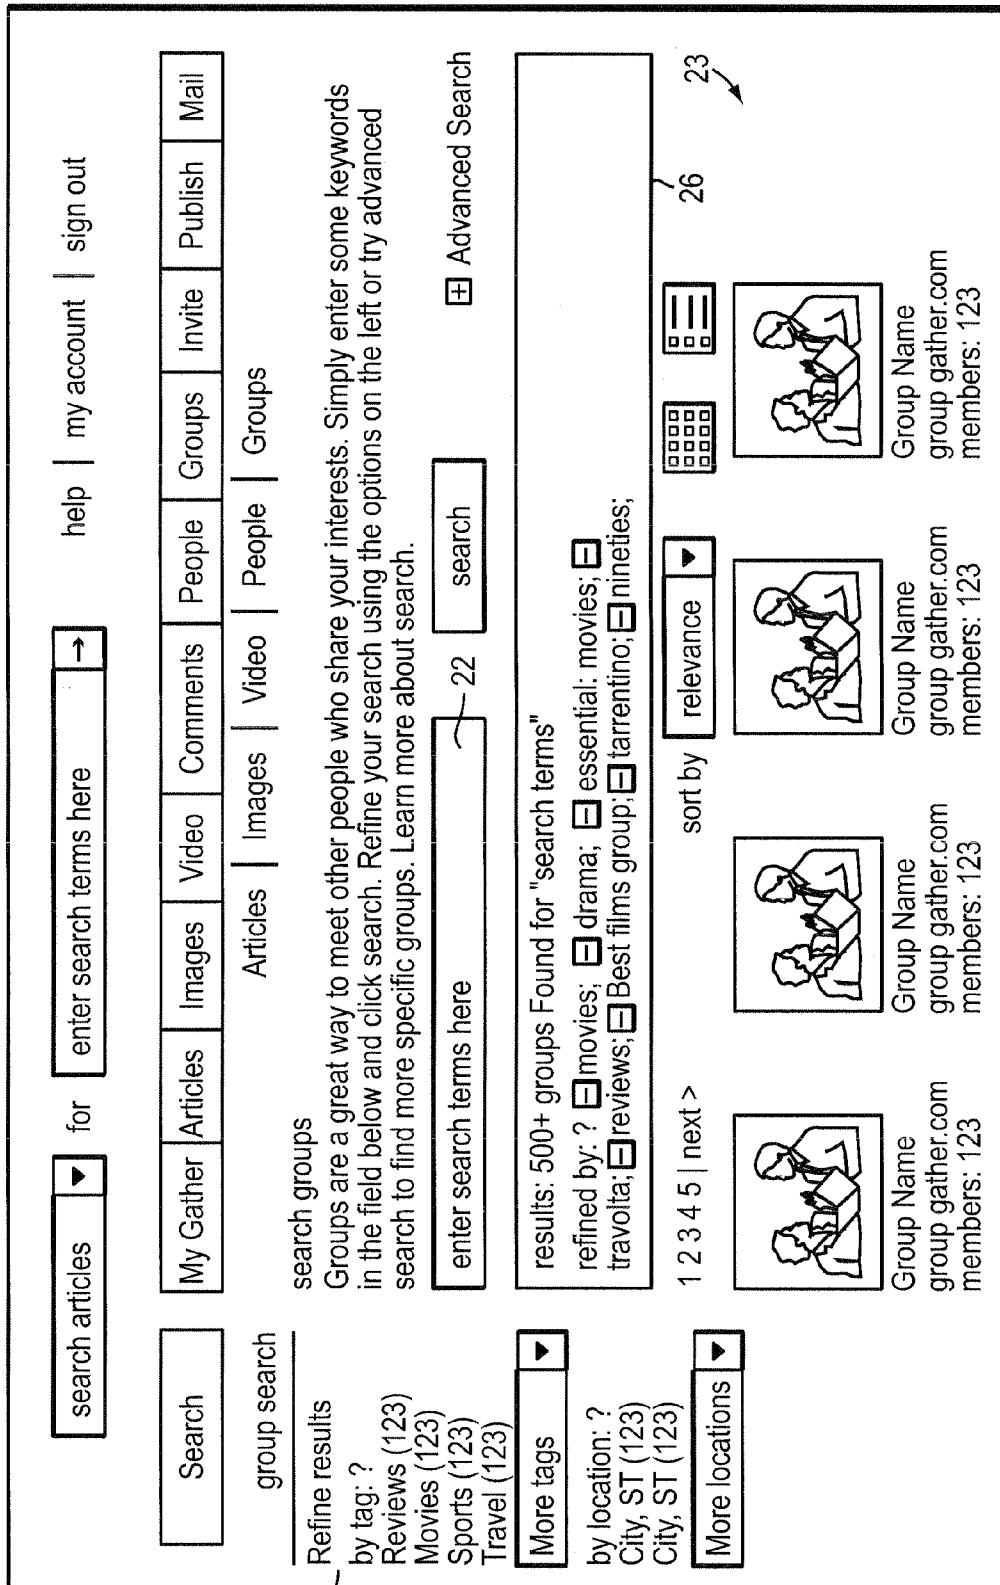 search articles ▼ for enter search terms here → help | my account | sign out
Search My Gather Articles Images Video Comments People Groups Invite Publish Mail
group search Articles | Images | Video | People | Groups
search groups
Groups are a great way to meet other people who share your interests. Simply enter some keywords
in the field below and click search. Refine your search using the options on the left or try advanced
search to find more specific groups. Learn more about search.
enter search terms here 22 search + Advanced Search
Refine results
by tag: ?
Reviews (123)
Movies (123)
Sports (123)
Travel (123)
More tags ▼
by location: ?
City, ST (123)
City, ST (123)
More locations ▼
results: 500+ groups Found for "search terms"
refined by: ? − movies; − drama; − essential: movies; −
travolta; − reviews; − Best films group; − tarrentino; − nineties;
26
1 2 3 4 5 | next > sort by relevance ▼
23
Group Name
group gather.com
members: 123
Group Name
group gather.com
members: 123
Group Name
group gather.com
members: 123
Group Name
group gather.com
members: 123